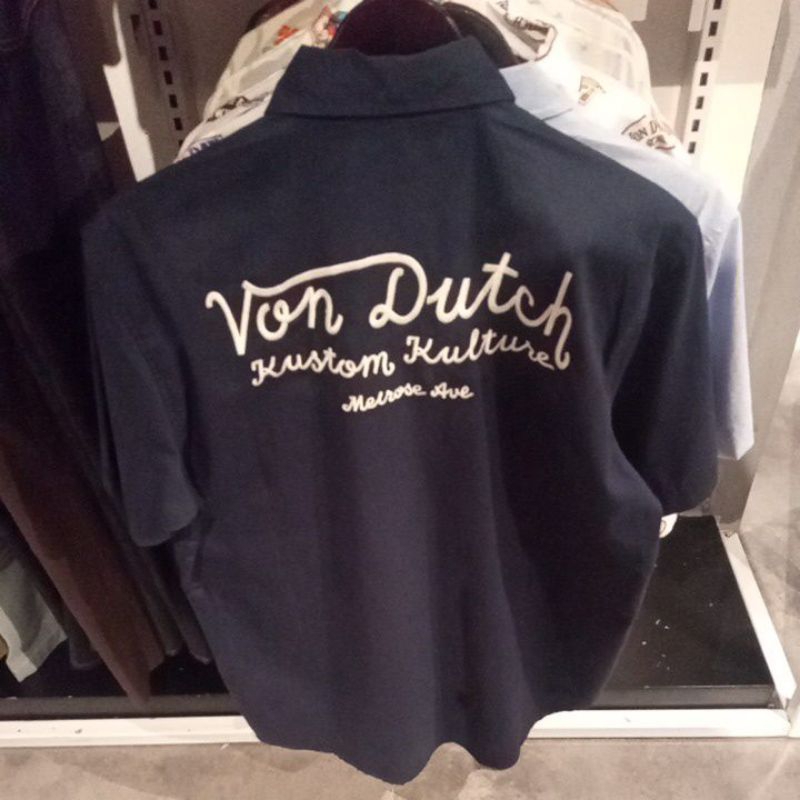 Von Dutch
Kustom Kulture
Melrose Ave